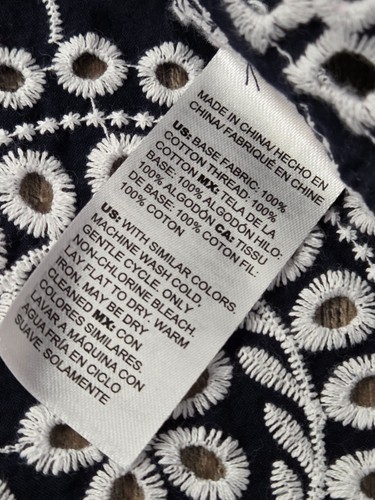 MADE IN CHINA/ HECHO EN
CHINA/ FABRIQUÉ EN CHINE
US: BASE FABRIC: 100%
COTTON THREAD: 100%
COTTON MX: TELA DE LA
BASE: 100% ALGODÓN HILO:
100% ALGODÓN CA: TISSU
DE BASE: 100% COTON FIL:
100% COTON
US: WITH SIMILAR COLORS,
MACHINE WASH COLD,
GENTLE CYCLE. ONLY
NON-CHLORINE BLEACH,
LAY FLAT TO DRY, WARM
IRON, MAY BE DRY
CLEANED MX: CON
COLORES SIMILARES,
LAVAR A MÁQUINA CON
AGUA FRÍA EN CICLO
SUAVE. SOLAMENTE